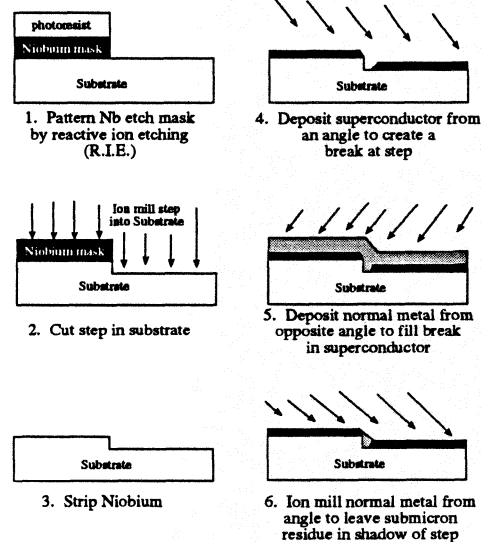 photoresist
Niobium mask
Substrate
1. Pattern Nb etch mask
by reactive ion etching
(R.I.E.)
Ion mill step
into Substrate
Niobium mask
Substrate
2. Cut step in substrate
Substrate
3. Strip Niobium
Substrate
4. Deposit superconductor from
an angle to create a
break at step
Substrate
5. Deposit normal metal from
opposite angle to fill break
in superconductor
Substrate
6. Ion mill normal metal from
angle to leave submicron
residue in shadow of step